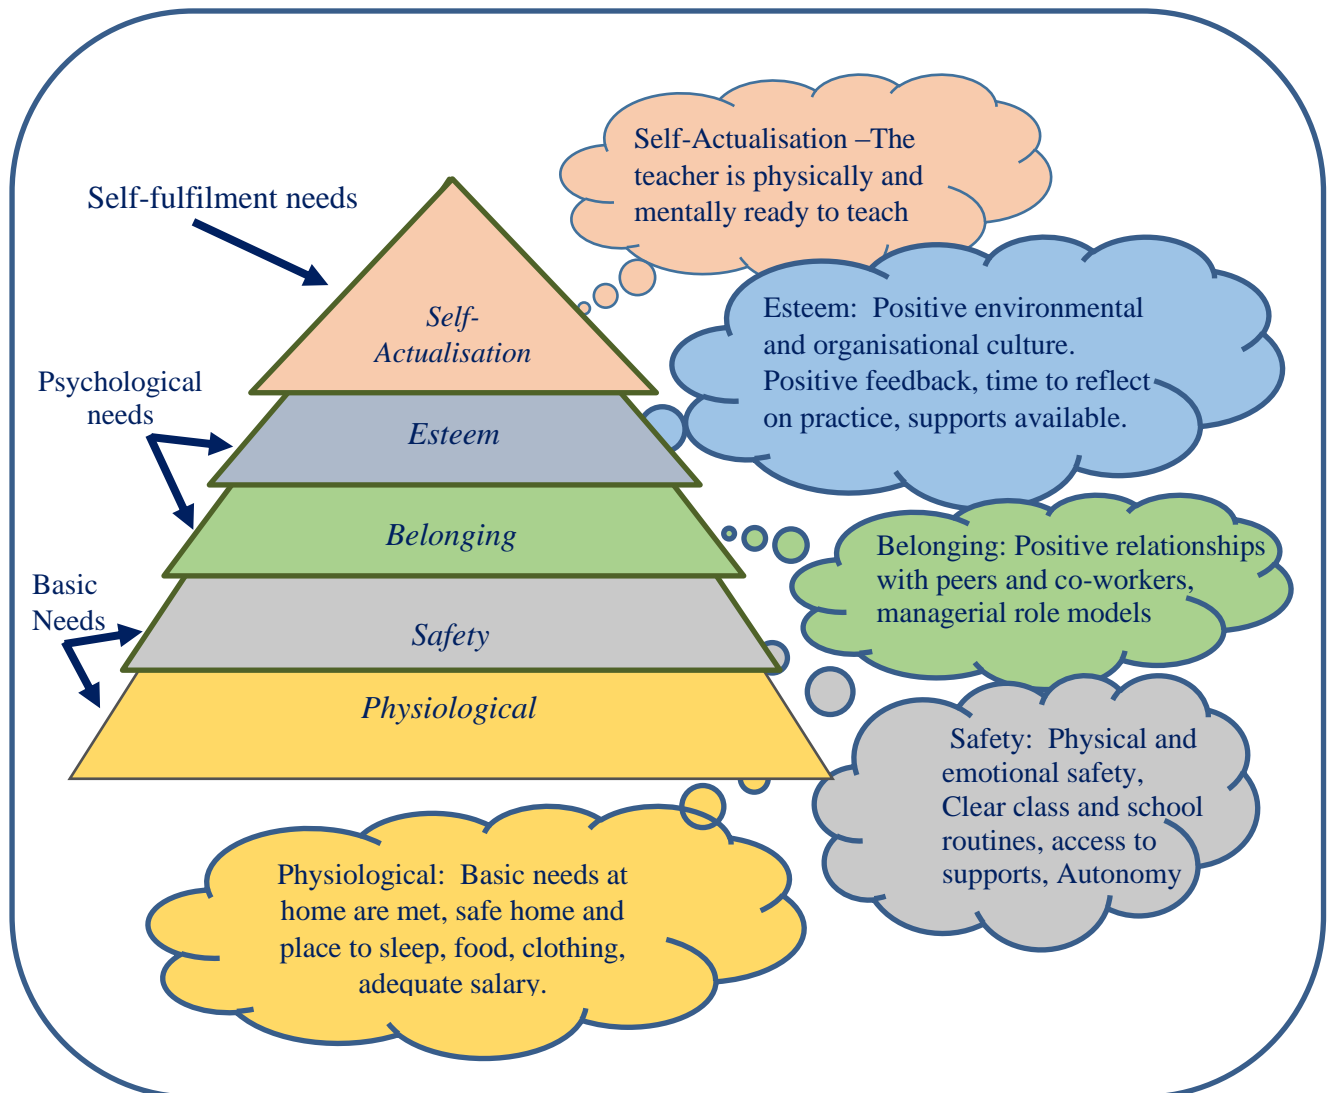 Self-Actualisation –The
teacher is physically and
mentally ready to teach
Self-fulfilment needs
Self-
Actualisation
Esteem:  Positive environmental
and organisational culture.
Positive feedback, time to reflect
on practice, supports available.
Psychological
needs
Esteem
Belonging
Belonging: Positive relationships
with peers and co-workers,
managerial role models
Basic
Needs
Safety
Physiological
Safety:  Physical and
emotional safety,
Clear class and school
routines, access to
supports, Autonomy
Physiological:  Basic needs at
home are met, safe home and
place to sleep, food, clothing,
adequate salary.